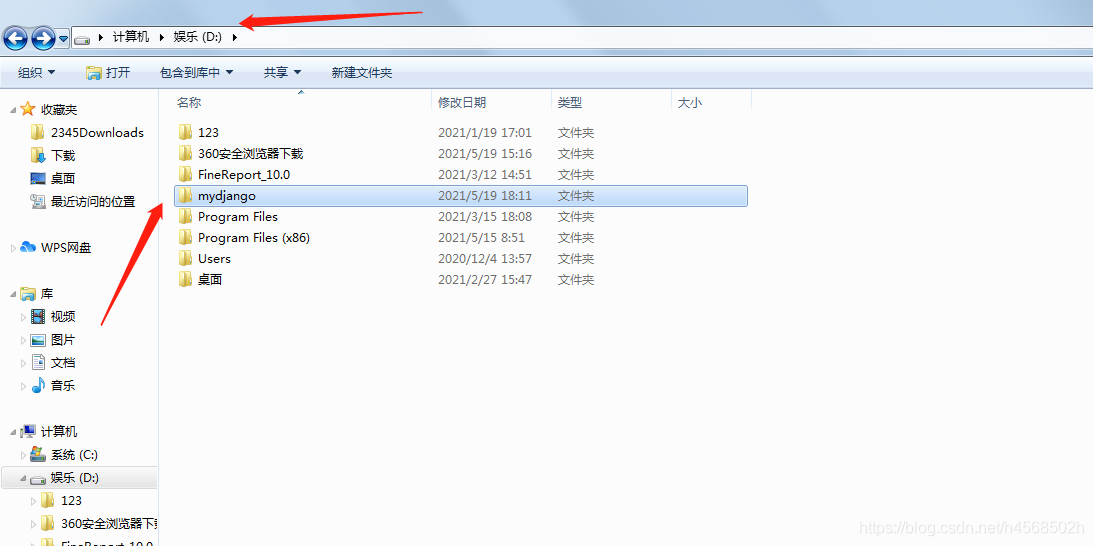 计算机 娱乐 (D:)
组织 打开 包含到库中 共享 新建文件夹
名称 修改日期 类型 大小
收藏夹
2345Downloads
下载
桌面
最近访问的位置
WPS网盘
库
视频
图片
文档
音乐
计算机
系统 (C:)
娱乐 (D:)
123
360安全浏览器下载
FineReport_10.0
123 2021/1/19 17:01 文件夹
360安全浏览器下载 2021/5/19 15:16 文件夹
FineReport_10.0 2021/3/12 14:51 文件夹
mydjango 2021/5/19 18:11 文件夹
Program Files 2021/3/15 18:08 文件夹
Program Files (x86) 2021/5/15 8:51 文件夹
Users 2020/12/4 13:57 文件夹
桌面 2021/2/27 15:47 文件夹
https://blog.csdn.net/h4568502h